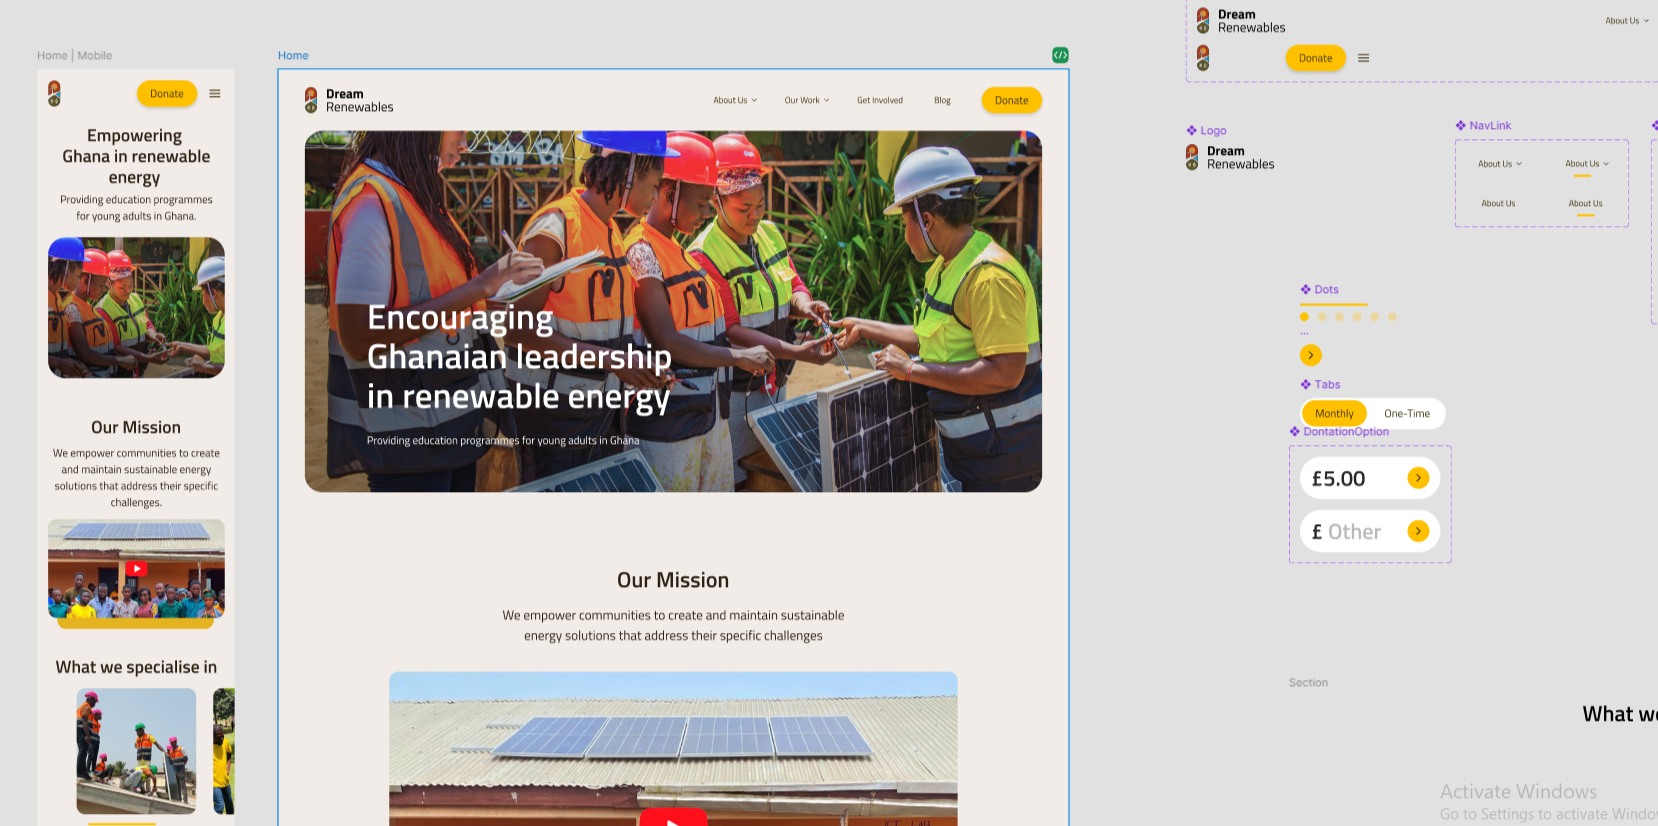 Home | Mobile
Donate
Empowering
Ghana in renewable
energy
Providing education programmes
for young adults in Ghana.
Our Mission
We empower communities to create
and maintain sustainable energy
solutions that address their specific
challenges.
What we specialise in
Home
Dream
Renewables
About Us
Our Work
Get Involved
Blog
Donate
Encouraging
Ghanaian leadership
in renewable energy
Providing education programmes for young adults in Ghana
Our Mission
We empower communities to create and maintain sustainable
energy solutions that address their specific challenges
Dream
Renewables
About Us
Donate
Logo
Dream
Renewables
NavLink
About Us
About Us
About Us
About Us
Dots
...
Tabs
Monthly
One-Time
DontationOption
£5.00
£ Other
Section
What we
Activate Windows
Go to Settings to activate Windo